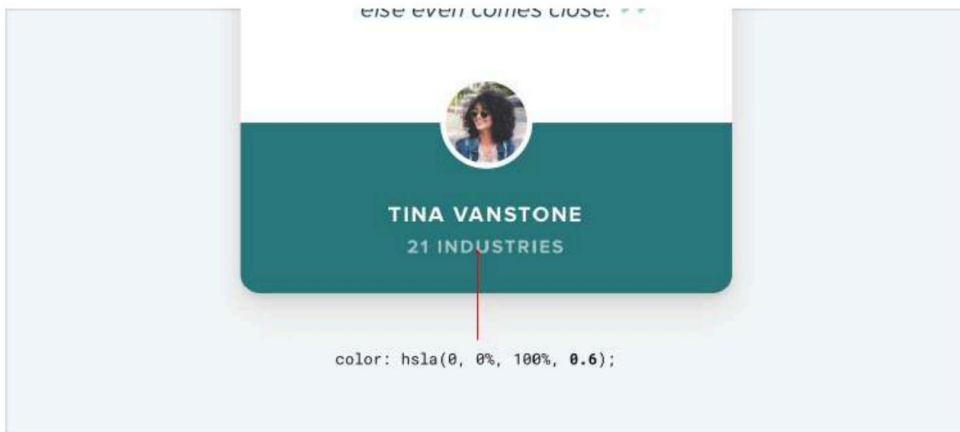 else even comes close. ”
TINA VANSTONE
21 INDUSTRIES
color: hsla(0, 0%, 100%, 0.6);